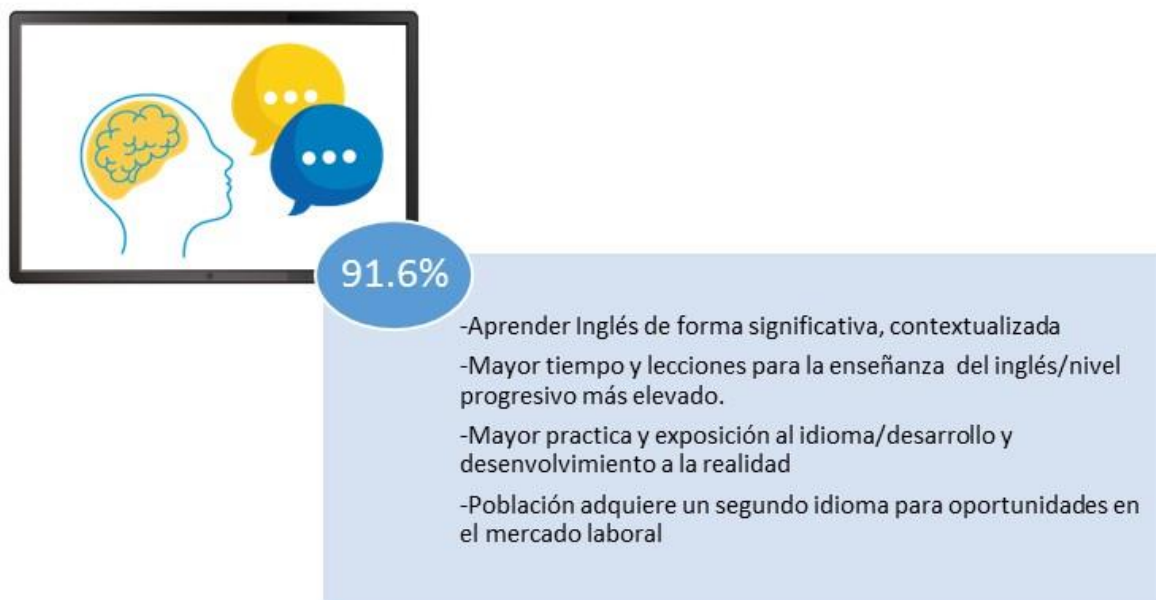 91.6%
-Aprender Inglés de forma significativa, contextualizada
-Mayor tiempo y lecciones para la enseñanza  del inglés/nivel
progresivo más elevado.
-Mayor practica y exposición al idioma/desarrollo y
desenvolvimiento a la realidad
-Población adquiere un segundo idioma para oportunidades en
el mercado laboral